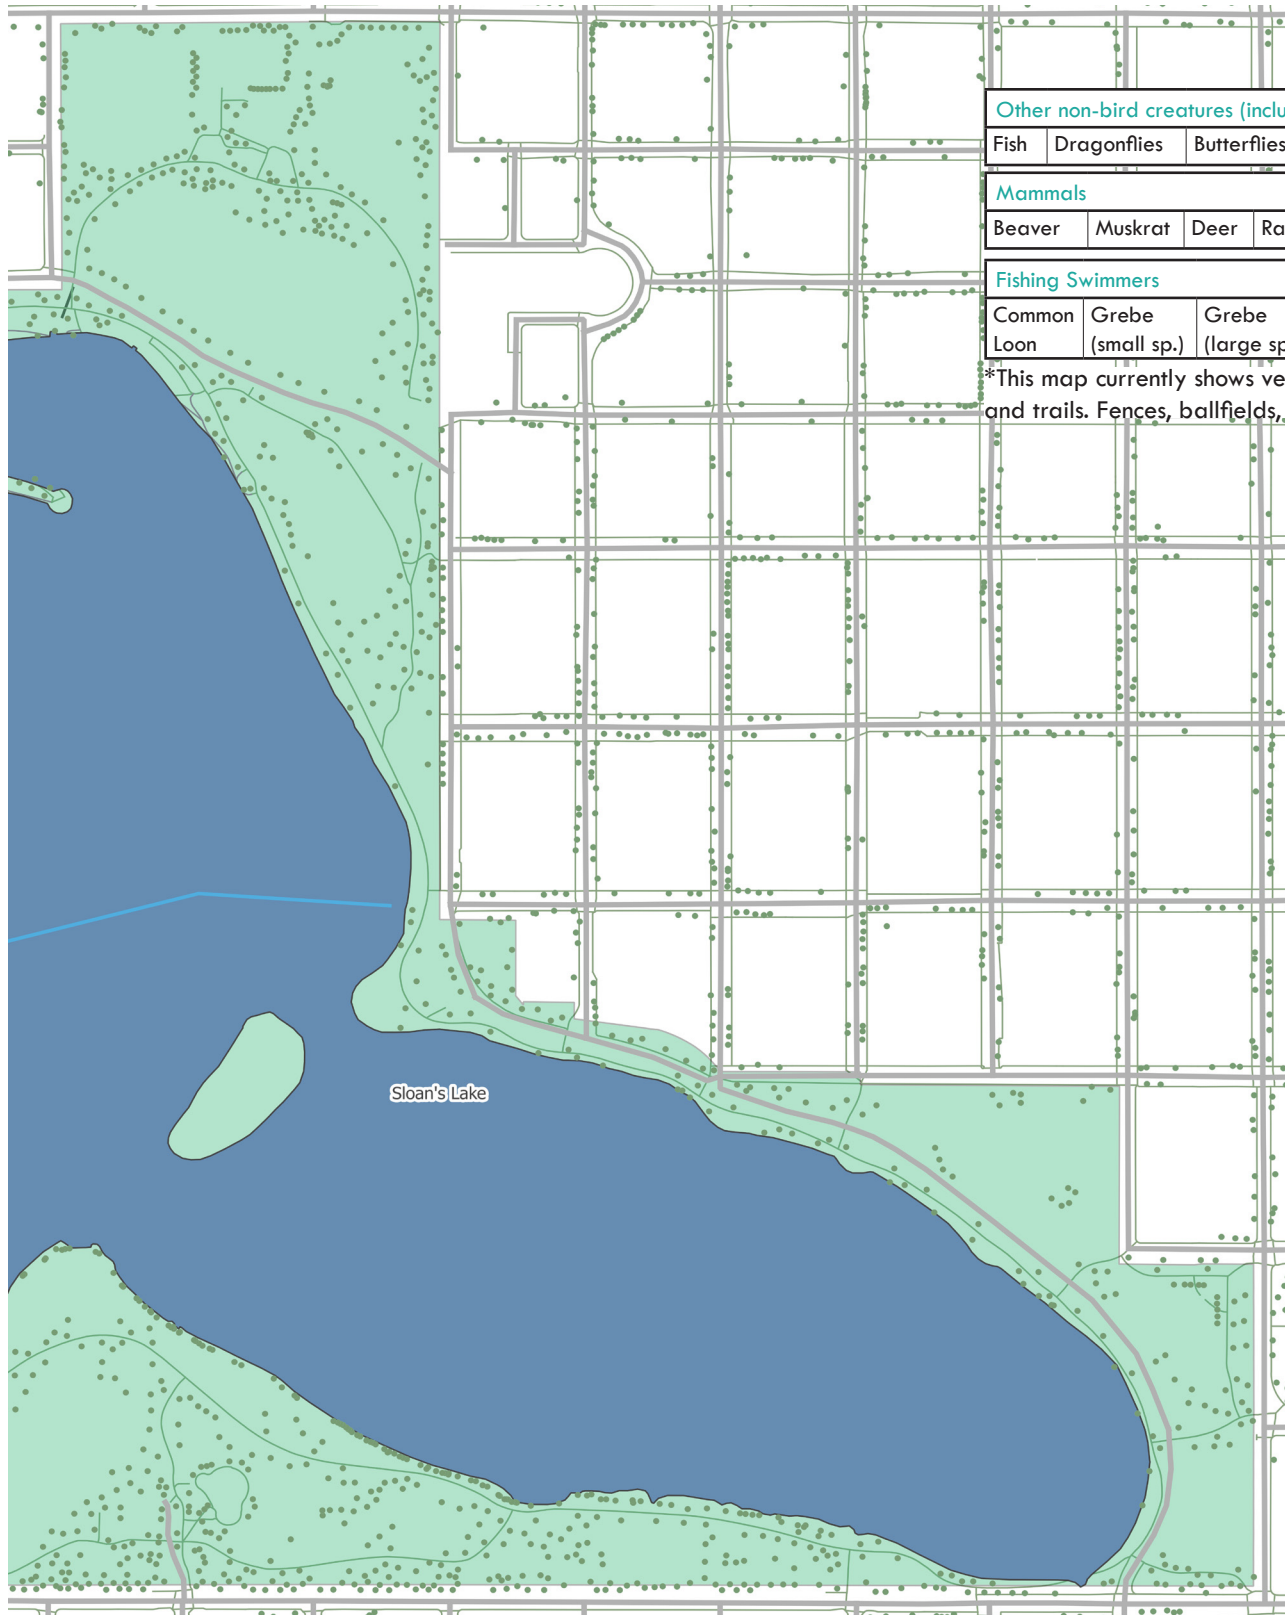 Other non-bird creatures (inclu
Fish Dragonflies Butterflies
Mammals
Beaver Muskrat Deer Ra
Fishing Swimmers
Common Grebe Grebe
Loon (small sp.) (large sp
*This map currently shows ve
and trails. Fences, ballfields,
Sloan's Lake